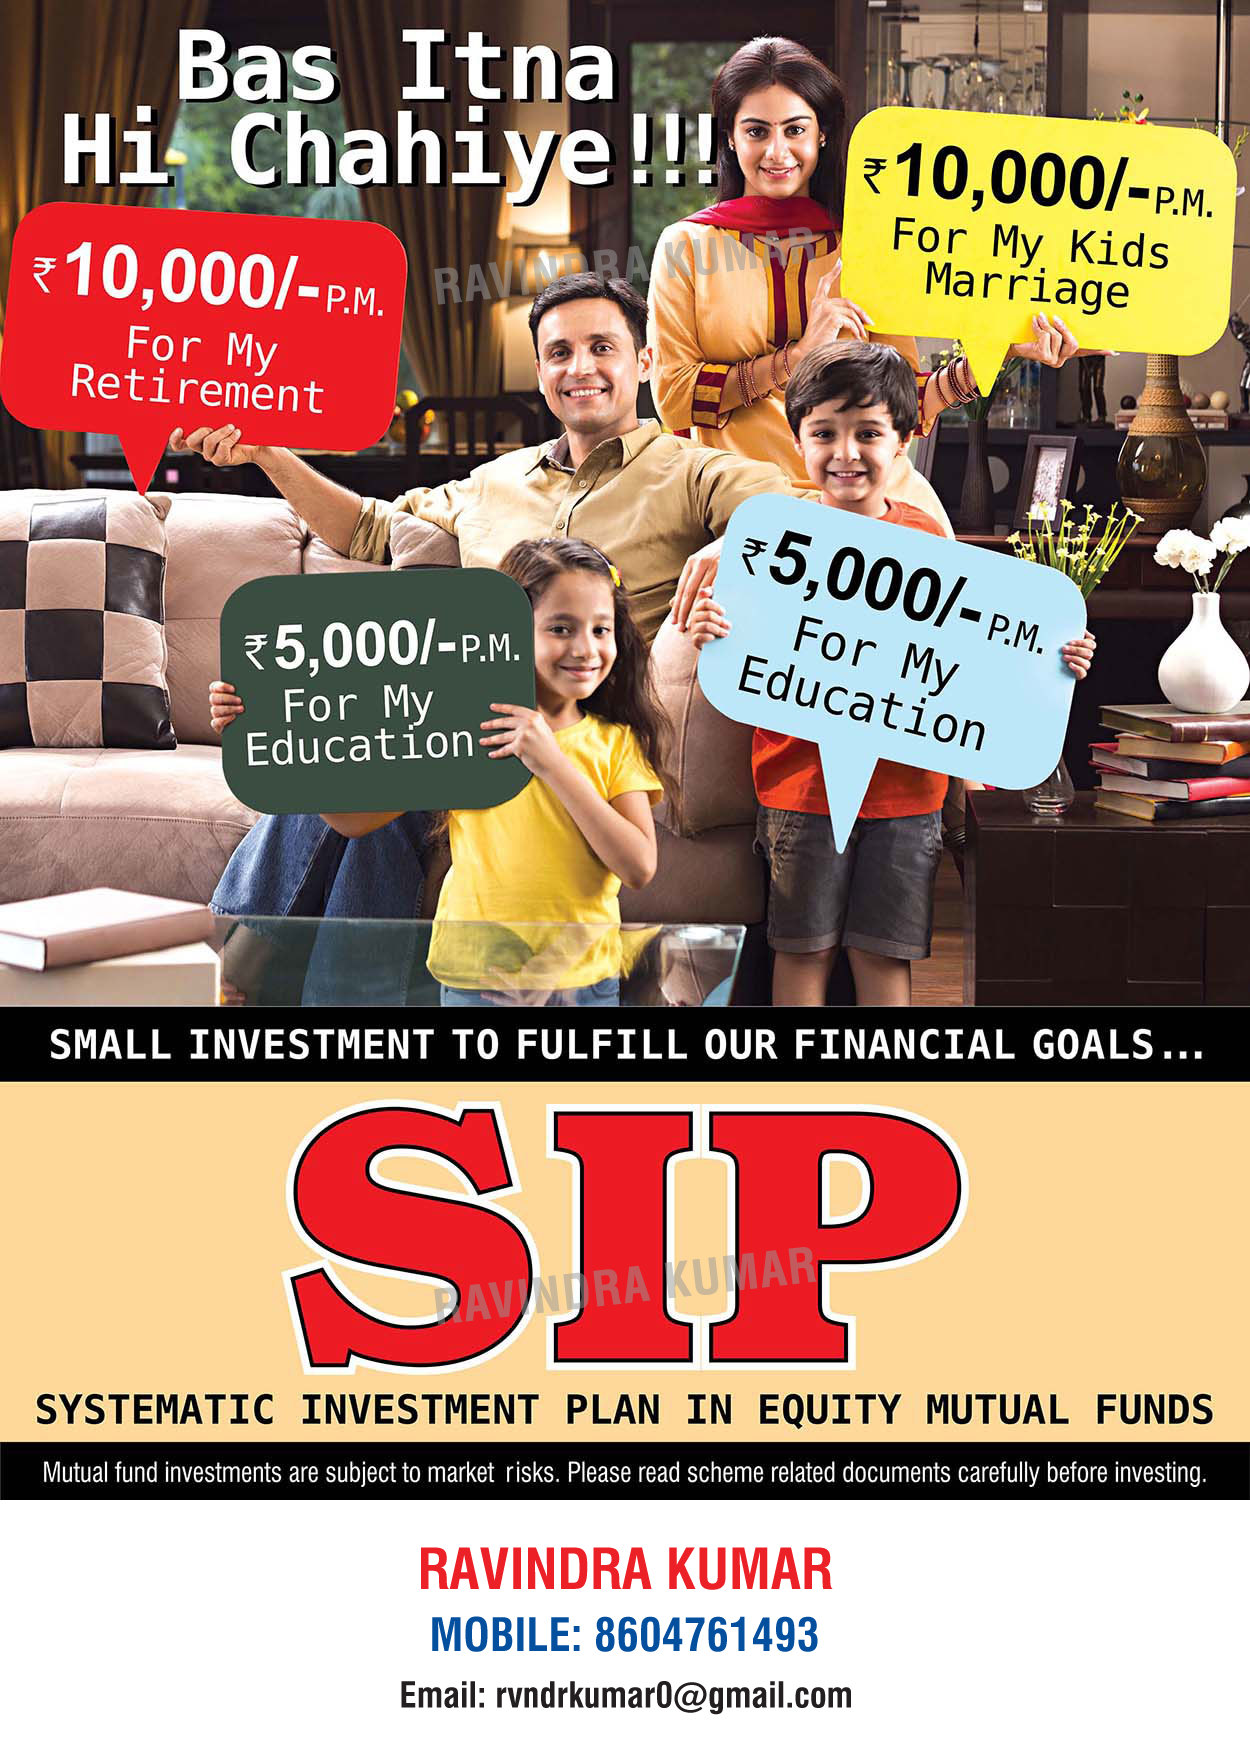 Bas Itna
Hi Chahiye!!!
₹10,000/-P.M.
For My Kids
Marriage
₹10,000/-P.M.
For My
Retirement
RAVINDRA KUMAR
₹5,000/-P.M.
For My
Education
₹5,000/-P.M.
For My
Education
SMALL INVESTMENT TO FULFILL OUR FINANCIAL GOALS...
SIP
RAVINDRA KUMAR
SYSTEMATIC INVESTMENT PLAN IN EQUITY MUTUAL FUNDS
Mutual fund investments are subject to market risks. Please read scheme related documents carefully before investing.
RAVINDRA KUMAR
MOBILE: 8604761493
Email: rvndrkumar0@gmail.com